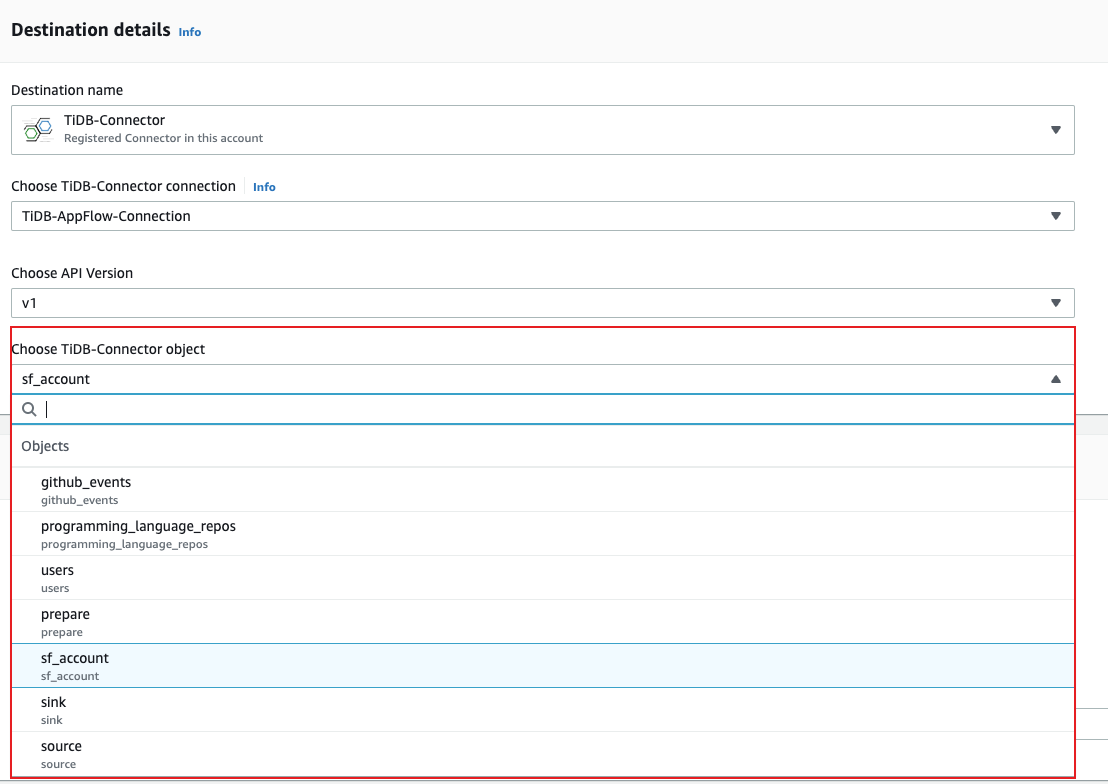 Destination details Info
Destination name
TiDB-Connector
Registered Connector in this account
Choose TiDB-Connector connection Info
TiDB-AppFlow-Connection
Choose API Version
v1
Choose TiDB-Connector object
sf_account
Objects
github_events
github_events
programming_language_repos
programming_language_repos
users
users
prepare
prepare
sf_account
sf_account
sink
sink
source
source